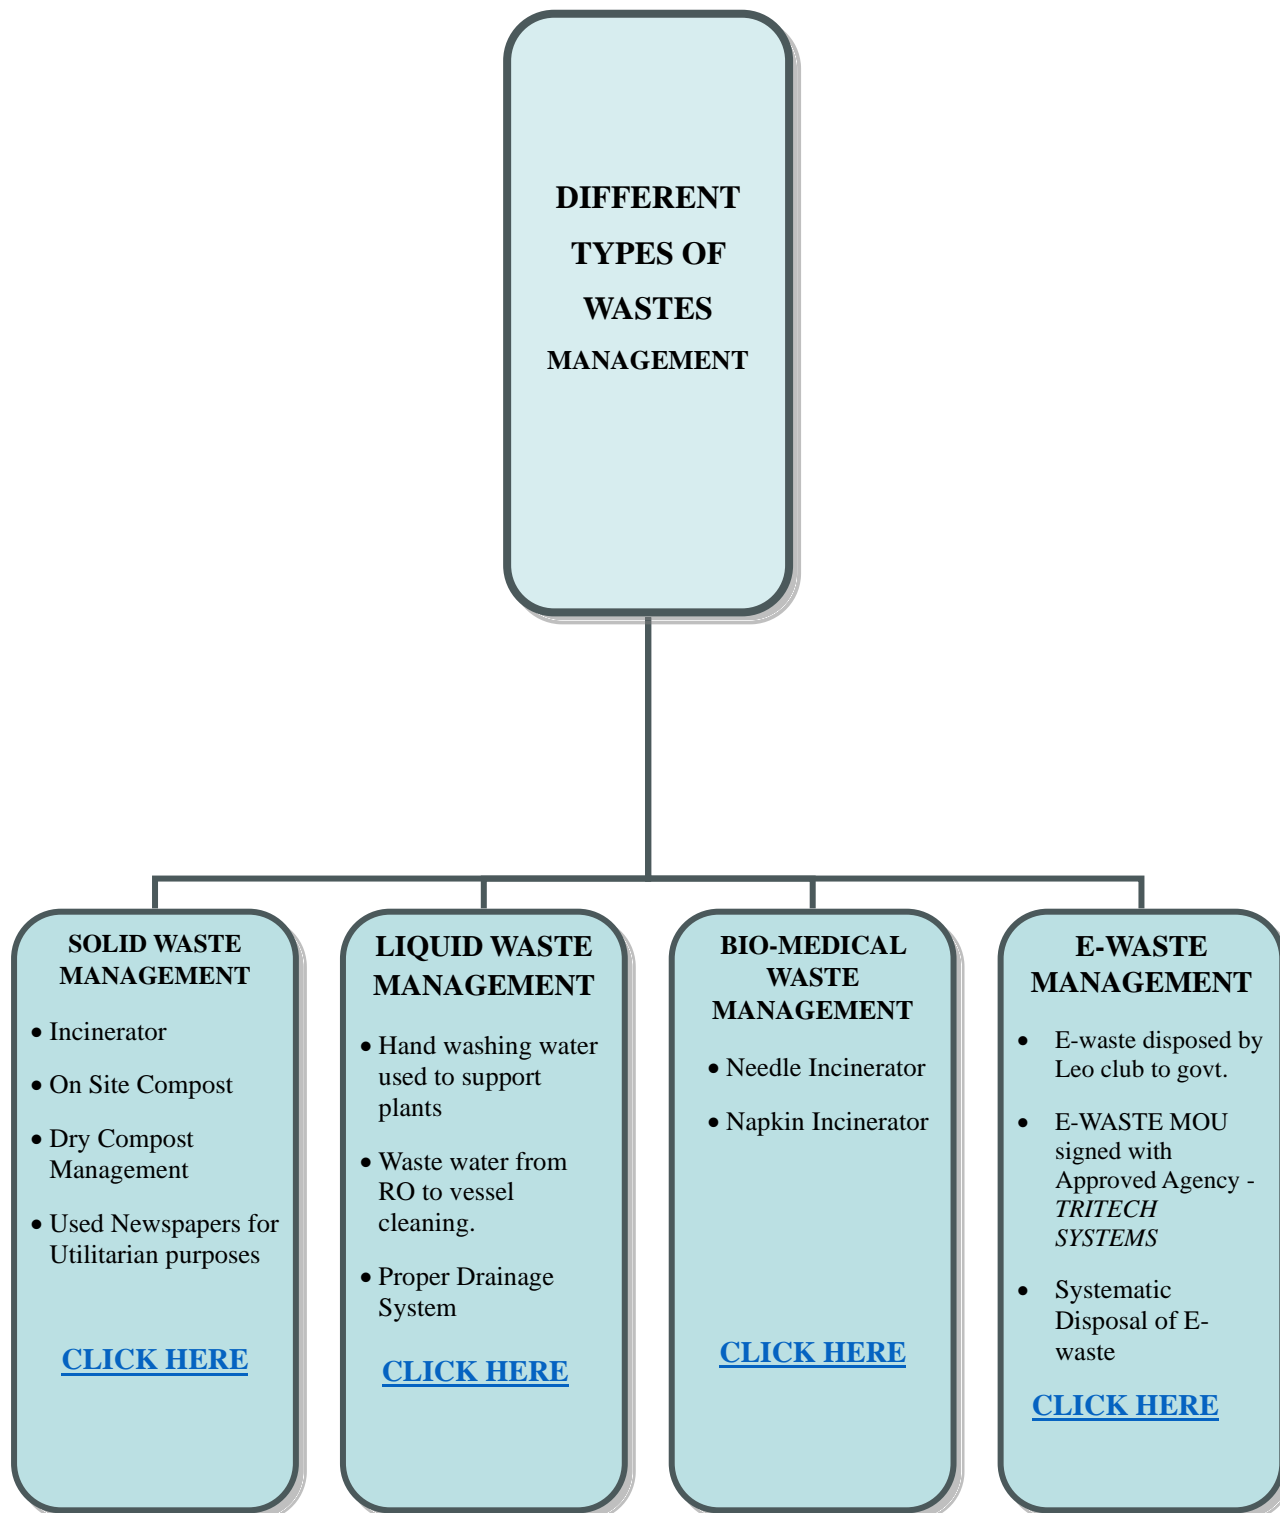 DIFFERENT
TYPES OF
WASTES
MANAGEMENT
SOLID WASTE
MANAGEMENT
• Incinerator
• On Site Compost
• Dry Compost
Management
• Used Newspapers for
Utilitarian purposes
CLICK HERE
LIQUID WASTE
MANAGEMENT
• Hand washing water
used to support
plants
• Waste water from
RO to vessel
cleaning.
• Proper Drainage
System
CLICK HERE
BIO-MEDICAL
WASTE
MANAGEMENT
• Needle Incinerator
• Napkin Incinerator
CLICK HERE
E-WASTE
MANAGEMENT
• E-waste disposed by
Leo club to govt.
• E-WASTE MOU
signed with
Approved Agency -
TRITECH
SYSTEMS
• Systematic
Disposal of E-
waste
CLICK HERE